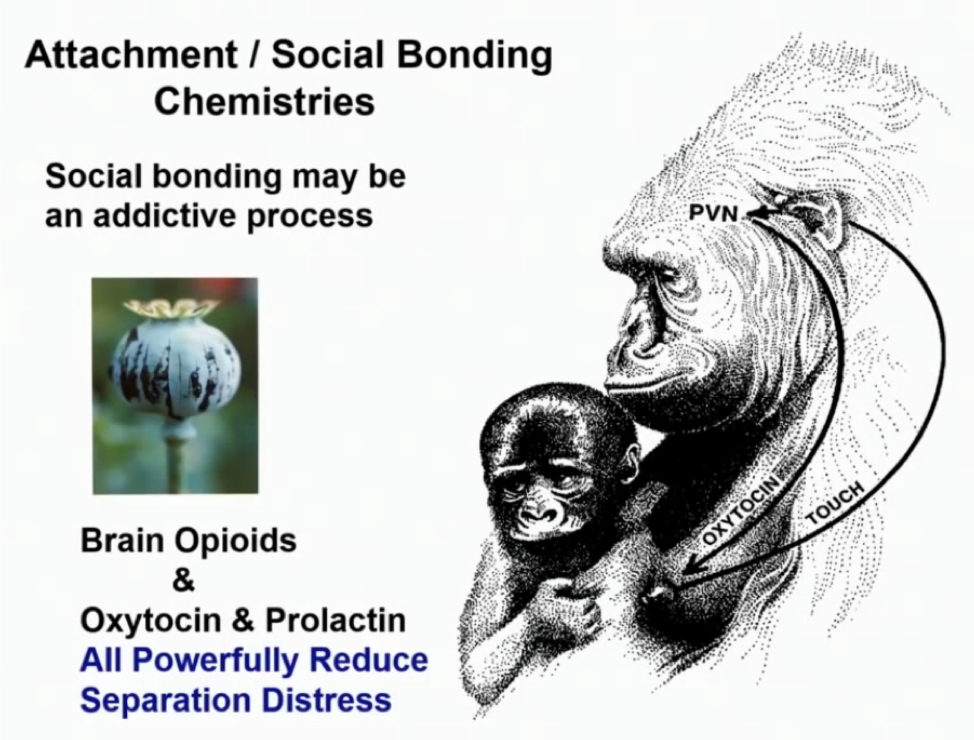 Attachment / Social Bonding
Chemistries
Social bonding may be
an addictive process
PVN
OXYTOCIN
TOUCH
Brain Opioids
&
Oxytocin & Prolactin
All Powerfully Reduce
Separation Distress